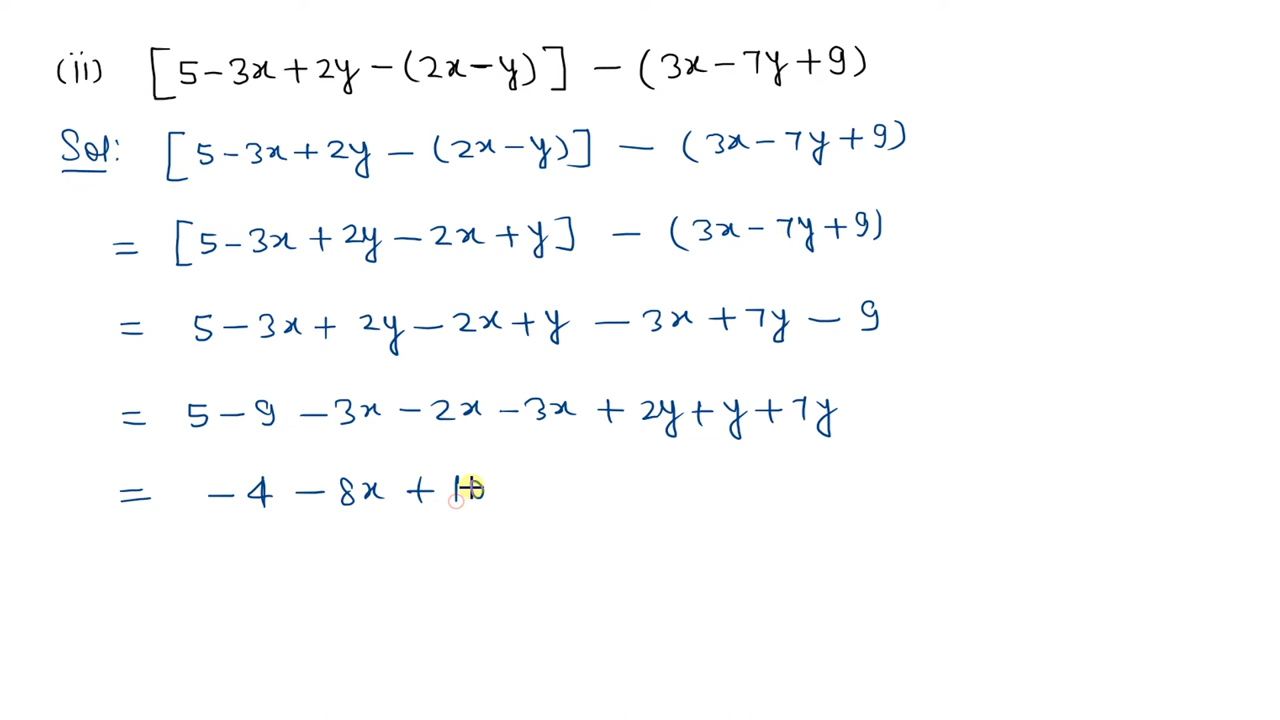 (ii) [5-3x+2y-(2x-y)] - (3x-7y+9)
Sol: [5-3x+2y-(2x-y)] - (3x-7y+9)
= [5-3x+2y-2x+y] - (3x-7y+9)
= 5-3x+2y-2x+y-3x+7y-9
= 5-9-3x-2x-3x+2y+y+7y
= -4-8x+10